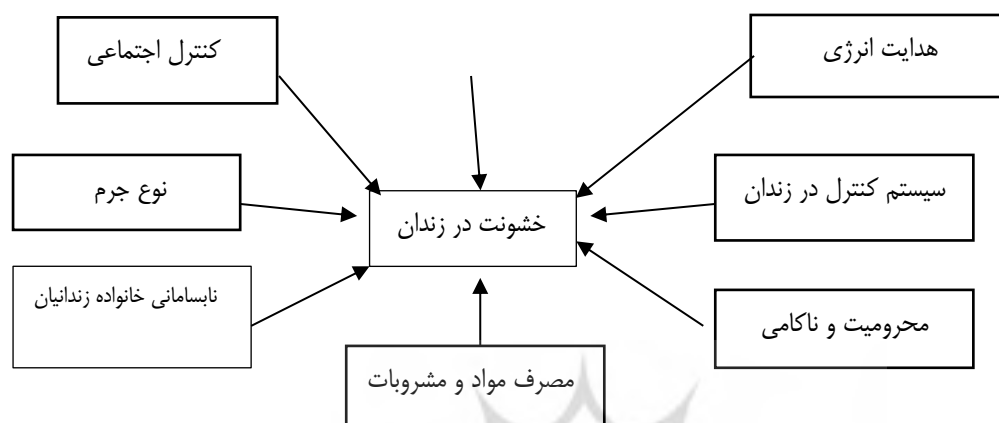 هدایت انرژی
کنترل اجتماعی
سیستم کنترل در زندان
نوع جرم
خشونت در زندان
نابسامانی خانواده زندانیان
محرومیت و ناکامی
مصرف مواد و مشروبات